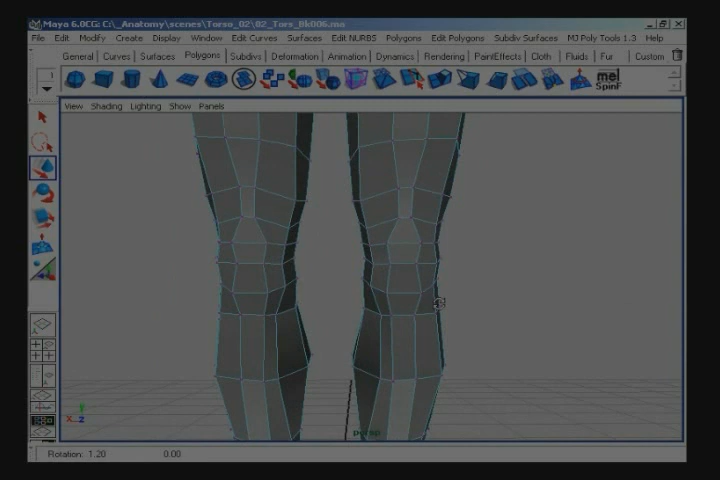 Maya 6.0CG: C:\_Anatomy\scenes\Torso_02\02_Tors_Bk006.mo
File Edit Modify Create Display Window Edit Curves Surfaces Edit NURBS Polygons Edit Polygons Subdiv Surfaces MJ Poly Tools 1.3 Help
General Curves Surfaces Polygons Subdivs Deformation Animation Dynamics Rendering PaintEffects Cloth Fluids Fur Custom
1 mel
SpinF
View Shading Lighting Show Panels
y
x z
persp
Rotation: 1.20 0.00